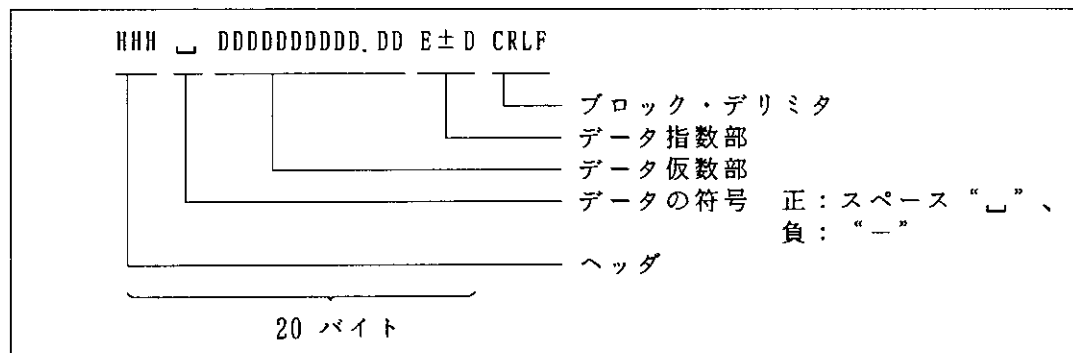 HHH ␣ DDDDDDDDDD.DD E±D CRLF
ブロック・デリミタ
データ指数部
データ仮数部
データの符号 正：スペース“␣”、
負：“－”
ヘッダ
20 バイト